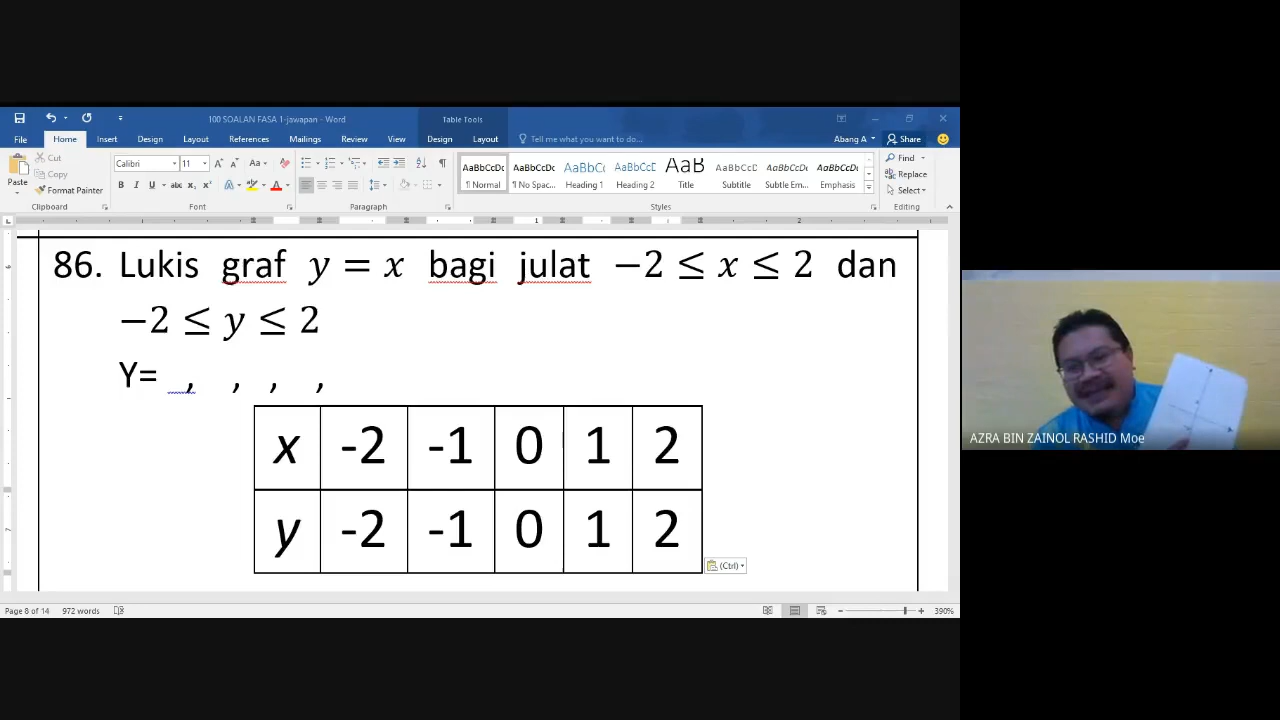 100 SOALAN FASA 1-jawapan - Word
Table Tools
File Home Insert Design Layout References Mailings Review View Design Layout Tell me what you want to do... Abang A Share
Paste
Cut
Copy
Format Painter
Clipboard
Calibri 11
Font
Paragraph
AaBbCcDc ¶ Normal
AaBbCcDc ¶ No Spac...
AaBbCc Heading 1
AaBbCcE Heading 2
AaB Title
AaBbCcD Subtitle
AaBbCcDc Subtle Em...
AaBbCcDc Emphasis
Styles
Find
Replace
Select
Editing
86. Lukis graf y = x bagi julat −2 ≤ x ≤ 2 dan
−2 ≤ y ≤ 2
Y= , , , ,
x -2 -1 0 1 2
y -2 -1 0 1 2
(Ctrl)
Page 8 of 14 972 words 390%
AZRA BIN ZAINOL RASHID Moe